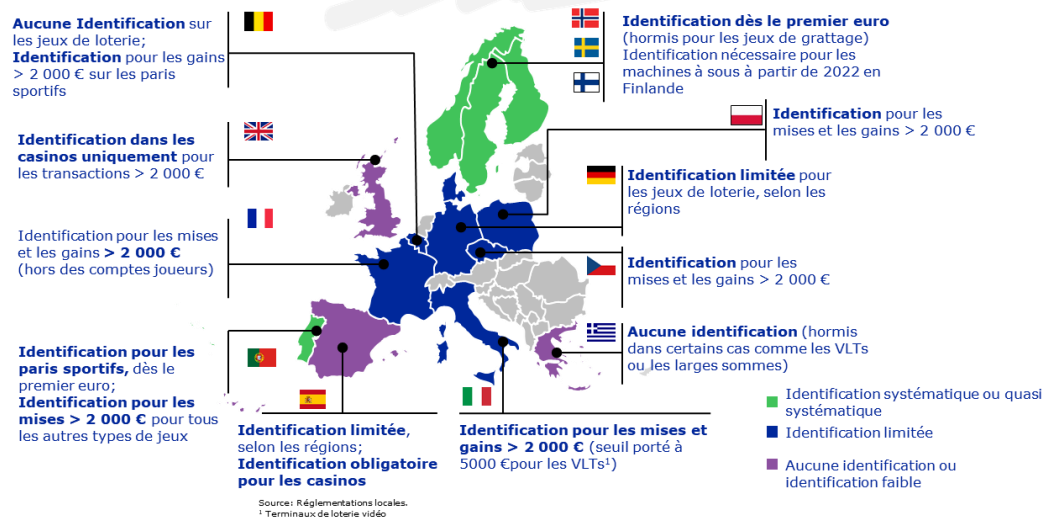 Aucune Identification sur
les jeux de loterie;
Identification pour les gains
> 2 000 € sur les paris
sportifs
Identification dès le premier euro
(hormis pour les jeux de grattage)
Identification nécessaire pour les
machines à sous à partir de 2022 en
Finlande
Identification pour les
mises et les gains > 2 000 €
Identification dans les
casinos uniquement pour
les transactions > 2 000 €
Identification limitée pour
les jeux de loterie, selon les
régions
Identification pour les mises
et les gains > 2 000 €
(hors des comptes joueurs)
Identification pour les
mises et les gains > 2 000 €
Aucune identification (hormis
dans certains cas comme les VLTs
ou les larges sommes)
Identification pour les
paris sportifs, dès le
premier euro;
Identification pour les
mises > 2 000 € pour tous
les autres types de jeux
Identification limitée,
selon les régions;
Identification obligatoire
pour les casinos
Identification pour les mises et
gains > 2 000 € (seuil porté à
5000 €pour les VLTs¹)
Identification systématique ou quasi
systématique
Identification limitée
Aucune identification ou
identification faible
Source: Réglementations locales.
¹ Terminaux de loterie vidéo